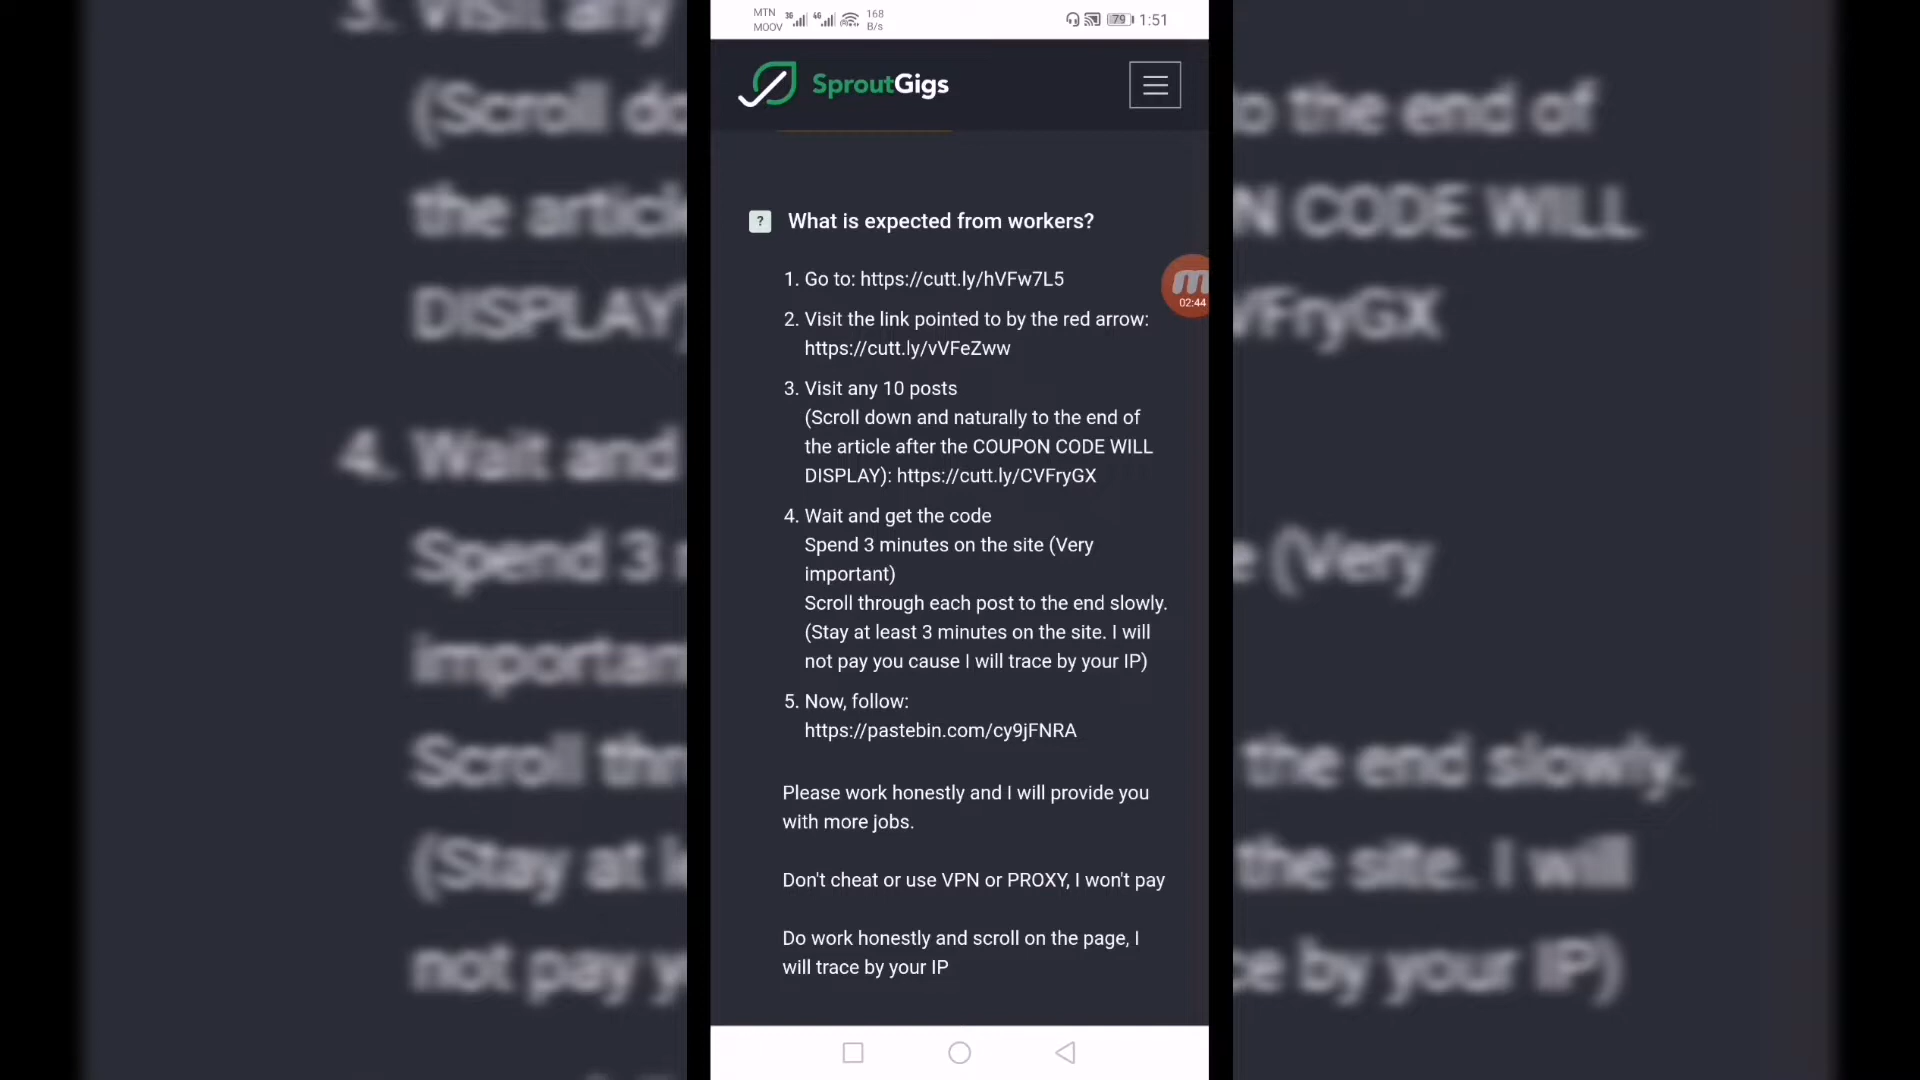 MTN
MOOV
3G
4G
168
B/s
79
1:51
SproutGigs
? What is expected from workers?
1. Go to: https://cutt.ly/hVFw7L5
02:44
2. Visit the link pointed to by the red arrow:
https://cutt.ly/vVFeZww
3. Visit any 10 posts
(Scroll down and naturally to the end of
the article after the COUPON CODE WILL
DISPLAY): https://cutt.ly/CVFryGX
4. Wait and get the code
Spend 3 minutes on the site (Very
important)
Scroll through each post to the end slowly.
(Stay at least 3 minutes on the site. I will
not pay you cause I will trace by your IP)
5. Now, follow:
https://pastebin.com/cy9jFNRA
Please work honestly and I will provide you
with more jobs.
Don't cheat or use VPN or PROXY, I won't pay
Do work honestly and scroll on the page, I
will trace by your IP